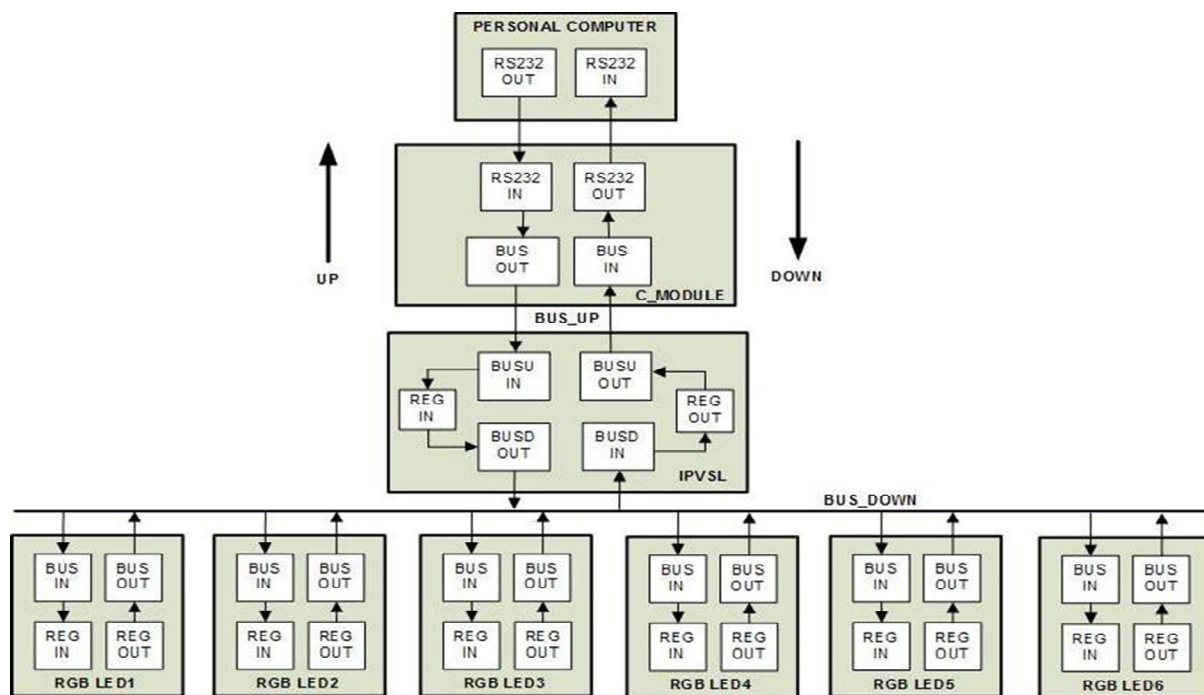 PERSONAL COMPUTER
RS232
OUT
RS232
IN
RS232
IN
RS232
OUT
BUS
OUT
BUS
IN
C_MODULE
UP
DOWN
BUS_UP
BUSU
IN
BUSU
OUT
REG
IN
REG
OUT
BUSD
OUT
BUSD
IN
IPVSL
BUS_DOWN
BUS
IN
BUS
OUT
REG
IN
REG
OUT
RGB LED1
BUS
IN
BUS
OUT
REG
IN
REG
OUT
RGB LED2
BUS
IN
BUS
OUT
REG
IN
REG
OUT
RGB LED3
BUS
IN
BUS
OUT
REG
IN
REG
OUT
RGB LED4
BUS
IN
BUS
OUT
REG
IN
REG
OUT
RGB LED5
BUS
IN
BUS
OUT
REG
IN
REG
OUT
RGB LED6